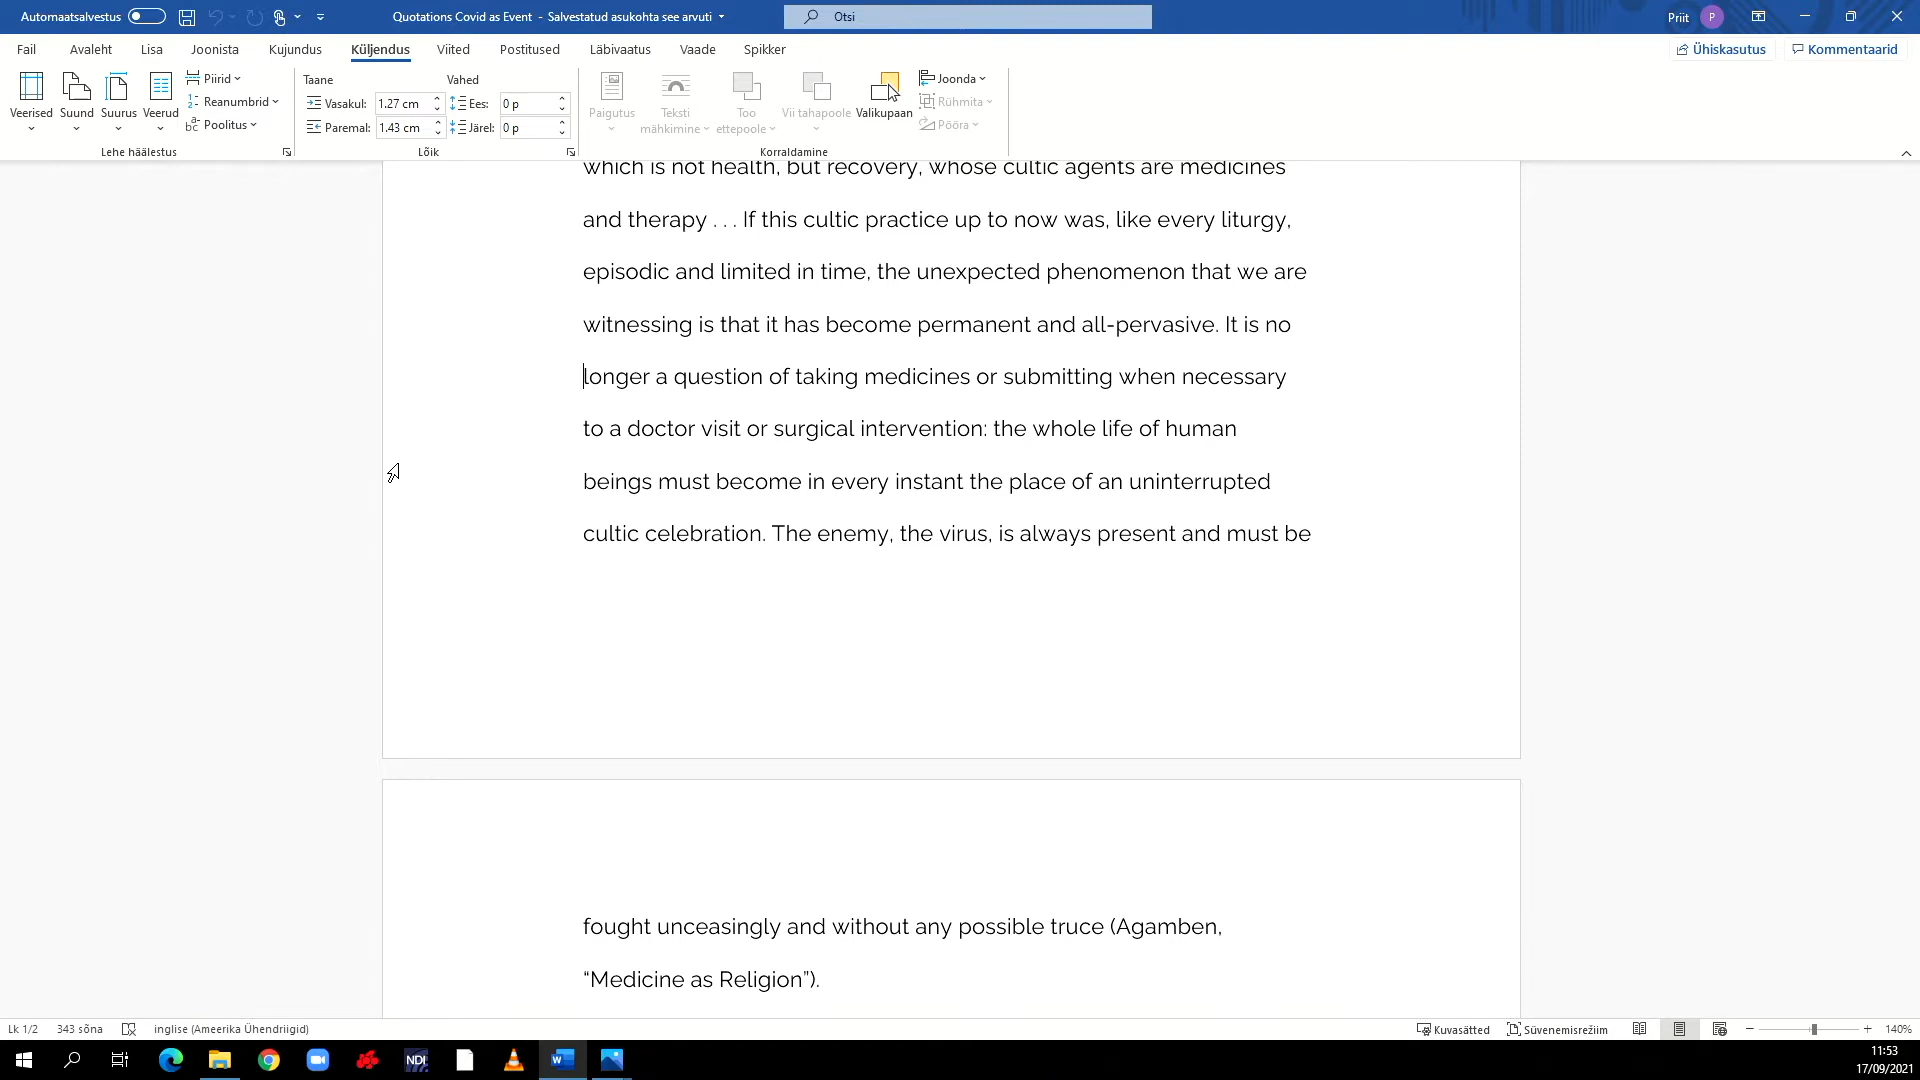 Automaatsalvestus
Quotations Covid as Event - Salvestatud asukohta see arvuti
Otsi
Priit
P
Fail
Avaleht
Lisa
Joonista
Kujundus
Küljendus
Viited
Postitused
Läbivaatus
Vaade
Spikker
Ühiskasutus
Kommentaarid
Veerised
Suund
Suurus
Veerud
Piirid
Reanumbrid
Poolitus
Lehe häälestus
Taane
Vahed
Vasakul: 1.27 cm
Ees: 0 p
Paremal: 1.43 cm
Järel: 0 p
Lõik
Paigutus
Teksti mähkimine
Too ettepoole
Vii tahapoole
Valikupaan
Joonda
Rühmita
Pööra
Korraldamine
which is not health, but recovery, whose cultic agents are medicines
and therapy . . . If this cultic practice up to now was, like every liturgy,
episodic and limited in time, the unexpected phenomenon that we are
witnessing is that it has become permanent and all-pervasive. It is no
longer a question of taking medicines or submitting when necessary
to a doctor visit or surgical intervention: the whole life of human
beings must become in every instant the place of an uninterrupted
cultic celebration. The enemy, the virus, is always present and must be
fought unceasingly and without any possible truce (Agamben,
“Medicine as Religion”).
Lk 1/2
343 sõna
inglise (Ameerika Ühendriigid)
Kuvasätted
Süvenemisrežiim
140%
NDI
11:53
17/09/2021